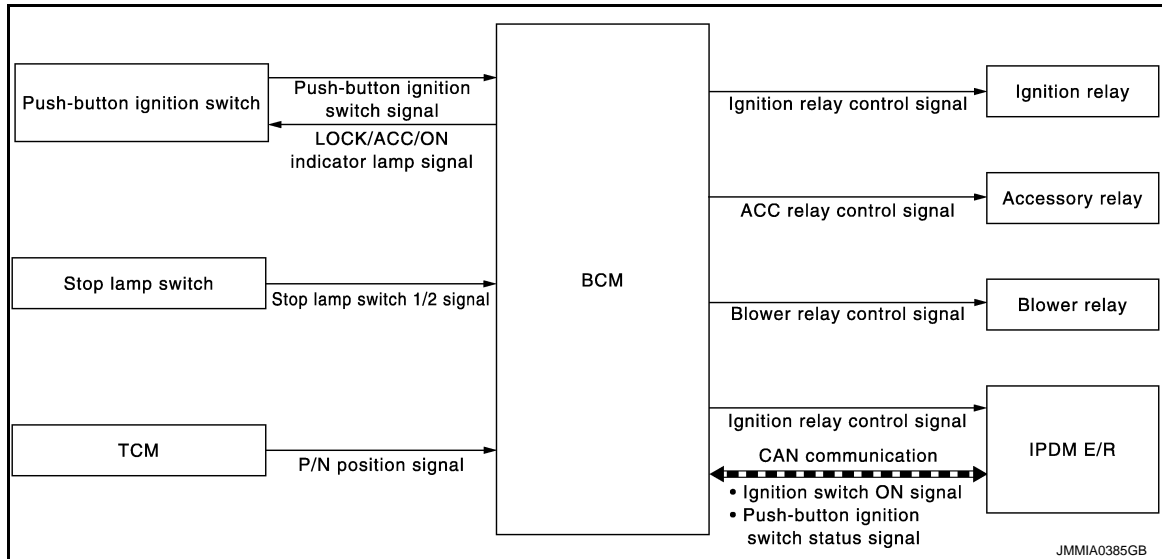 Push-button ignition switch
Push-button ignition
switch signal
LOCK/ACC/ON
indicator lamp signal
Stop lamp switch
Stop lamp switch 1/2 signal
TCM
P/N position signal
BCM
Ignition relay control signal
Ignition relay
ACC relay control signal
Accessory relay
Blower relay control signal
Blower relay
Ignition relay control signal
CAN communication
• Ignition switch ON signal
• Push-button ignition
switch status signal
IPDM E/R
JMMIA0385GB